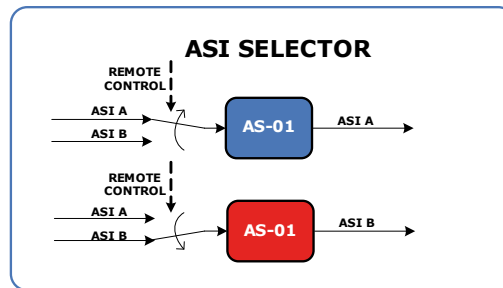 ASI SELECTOR
REMOTE
CONTROL
ASI A
ASI B
AS-01
ASI A
REMOTE
CONTROL
ASI A
ASI B
AS-01
ASI B